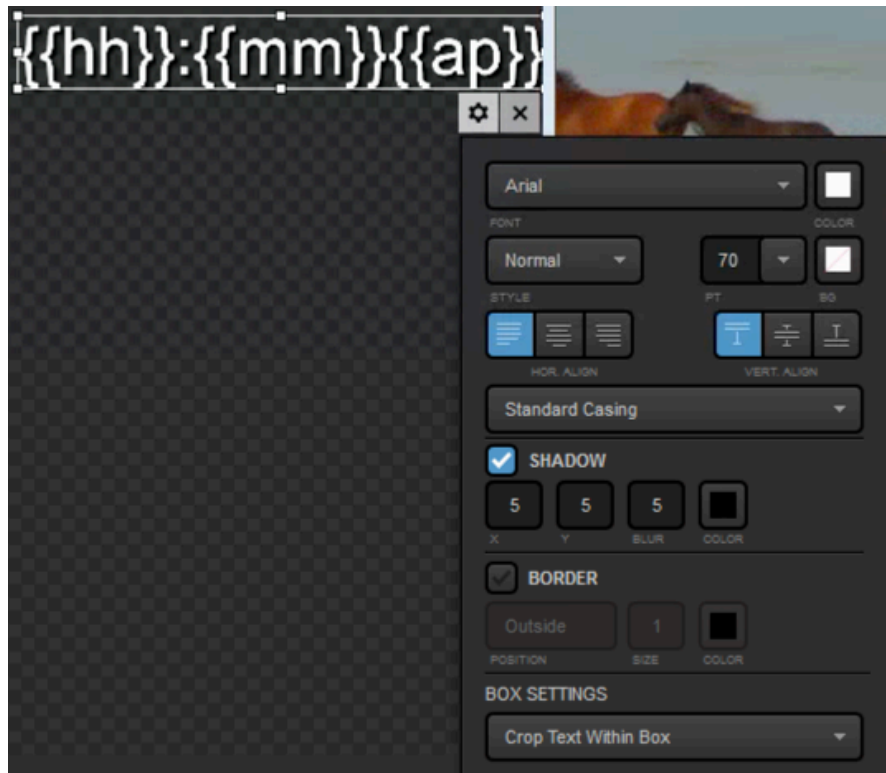 {{hh}}:{{mm}}{{ap}}
Arial
FONT COLOR
Normal 70
STYLE PT BG
HOR. ALIGN VERT. ALIGN
Standard Casing
SHADOW
5 5 5
X Y BLUR COLOR
BORDER
Outside 1
POSITION SIZE COLOR
BOX SETTINGS
Crop Text Within Box